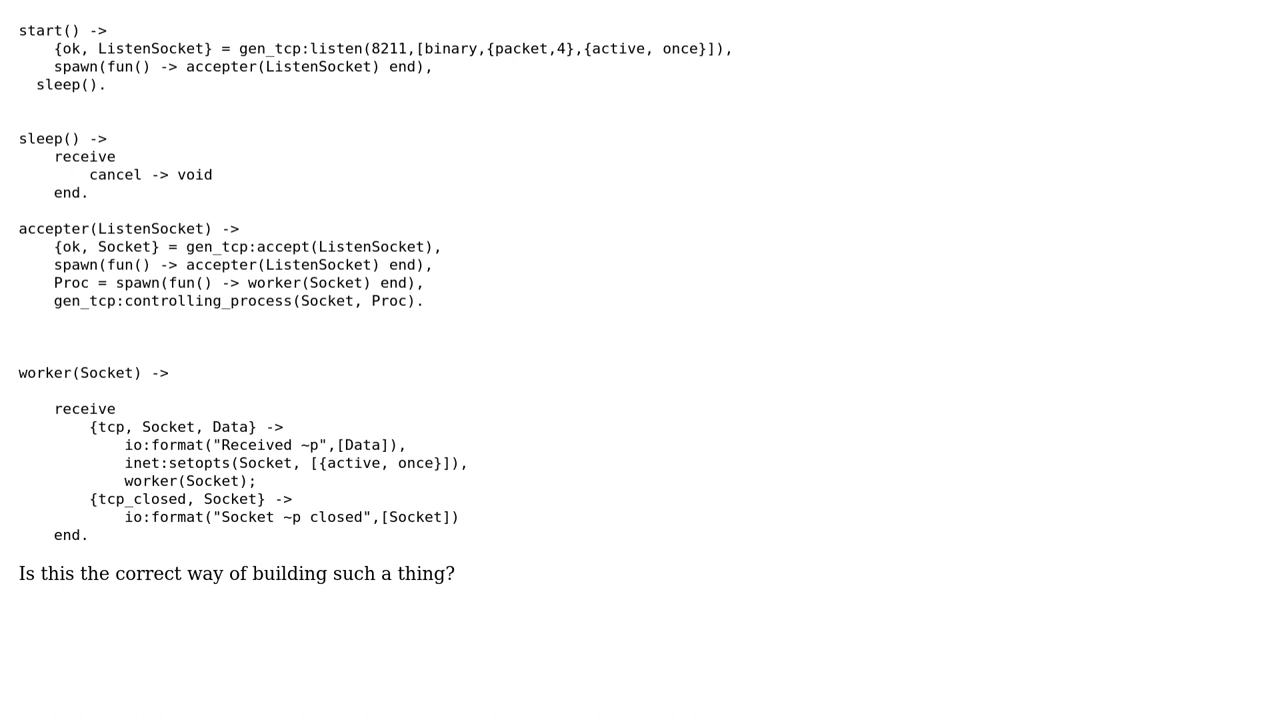 start() ->
    {ok, ListenSocket} = gen_tcp:listen(8211,[binary,{packet,4},{active, once}]),
    spawn(fun() -> accepter(ListenSocket) end),
  sleep().
sleep() ->
    receive
        cancel -> void
    end.
accepter(ListenSocket) ->
    {ok, Socket} = gen_tcp:accept(ListenSocket),
    spawn(fun() -> accepter(ListenSocket) end),
    Proc = spawn(fun() -> worker(Socket) end),
    gen_tcp:controlling_process(Socket, Proc).
worker(Socket) ->
    receive
        {tcp, Socket, Data} ->
            io:format("Received ~p",[Data]),
            inet:setopts(Socket, [{active, once}]),
            worker(Socket);
        {tcp_closed, Socket} ->
            io:format("Socket ~p closed",[Socket])
    end.
Is this the correct way of building such a thing?